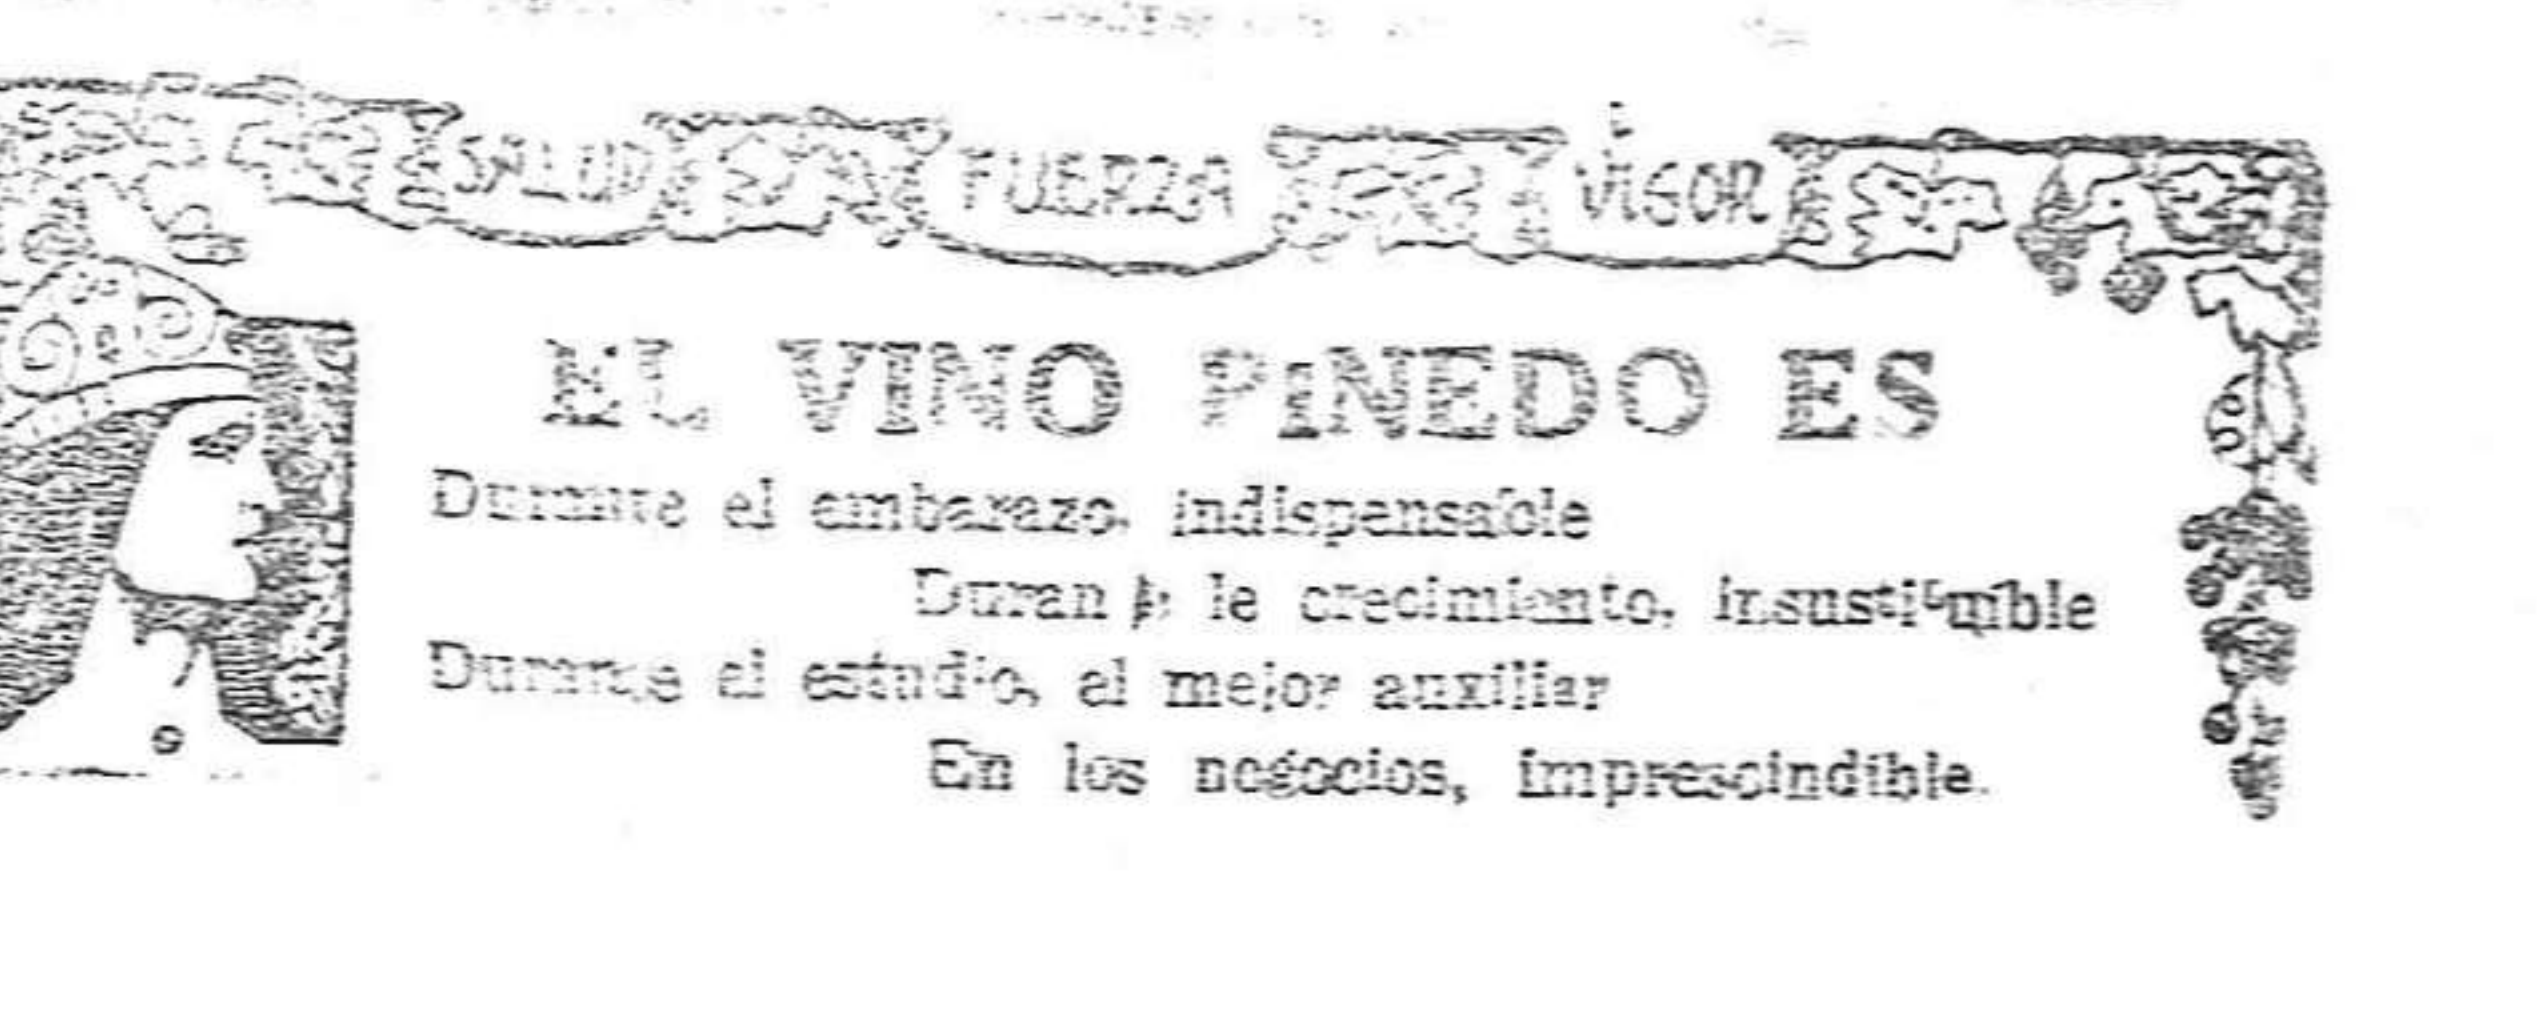 SALUD FUERZA VIGOR
EL VINO PINEDO ES
Durante el embarazo, indispensable
Durante le crecimiento, insustituible
Durante el estudio, el mejor auxiliar
En los negocios, imprescindible.